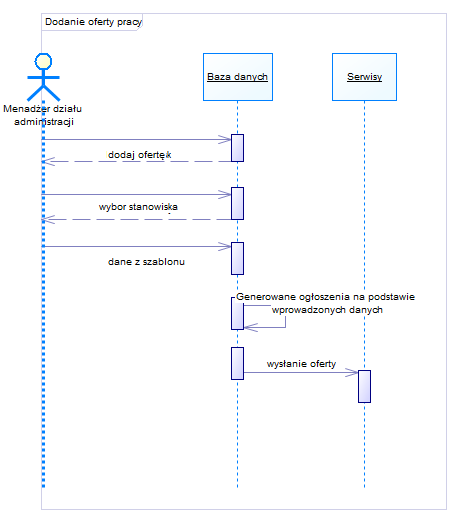 Dodanie oferty pracy
Baza danych
Serwisy
Menadżer działu
administracji
dodaj ofertę
wybor stanowiska
dane z szablonu
Generowane ogłoszenia na podstawie
wprowadzonych danych
wysłanie oferty